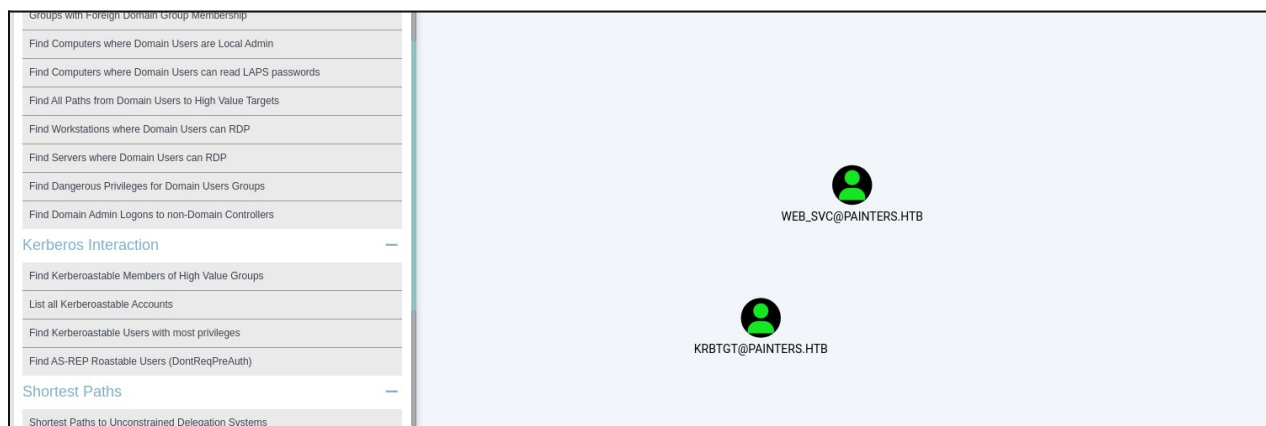 Groups with Foreign Domain Group Membership
Find Computers where Domain Users are Local Admin
Find Computers where Domain Users can read LAPS passwords
Find All Paths from Domain Users to High Value Targets
Find Workstations where Domain Users can RDP
Find Servers where Domain Users can RDP
Find Dangerous Privileges for Domain Users Groups
Find Domain Admin Logons to non-Domain Controllers
Kerberos Interaction
Find Kerberoastable Members of High Value Groups
List all Kerberoastable Accounts
Find Kerberoastable Users with most privileges
Find AS-REP Roastable Users (DontReqPreAuth)
Shortest Paths
Shortest Paths to Unconstrained Delegation Systems
WEB_SVC@PAINTERS.HTB
KRBTGT@PAINTERS.HTB